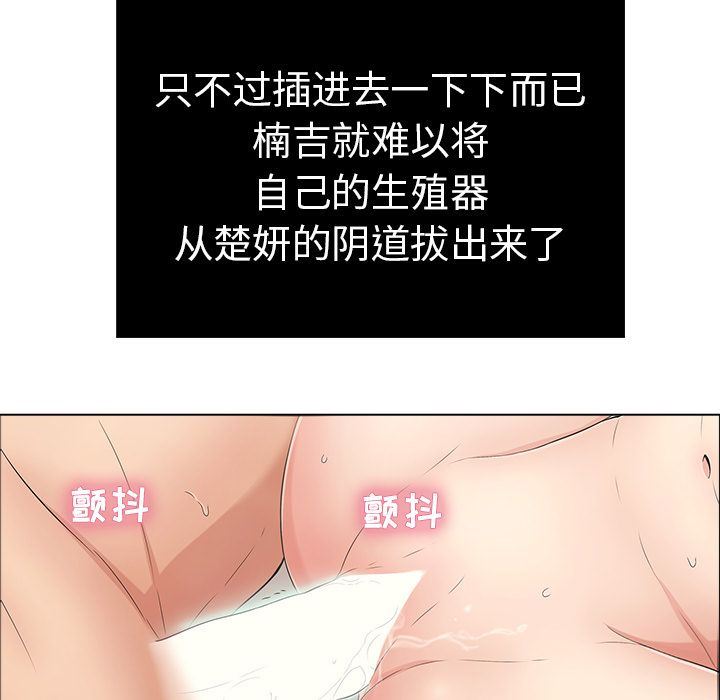 只不过插进去一下下而已
楠吉就难以将
自己的生殖器
从楚妍的阴道拔出来了
颤抖
颤抖